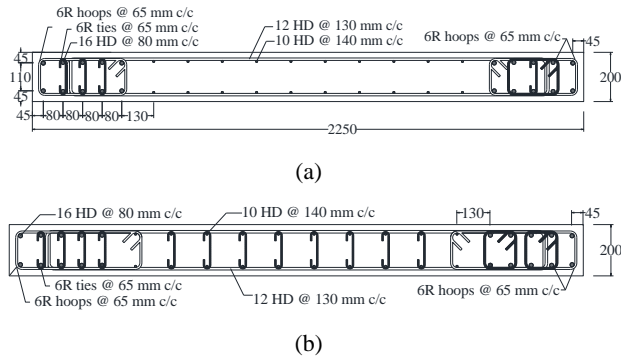 6R hoops @ 65 mm c/c
6R ties @ 65 mm c/c
16 HD @ 80 mm c/c
12 HD @ 130 mm c/c
10 HD @ 140 mm c/c
6R hoops @ 65 mm c/c
45
45
110
45
200
45 80 80 80 80 130
2250
(a)
16 HD @ 80 mm c/c
10 HD @ 140 mm c/c
130
45
200
6R ties @ 65 mm c/c
6R hoops @ 65 mm c/c
12 HD @ 130 mm c/c
6R hoops @ 65 mm c/c
(b)